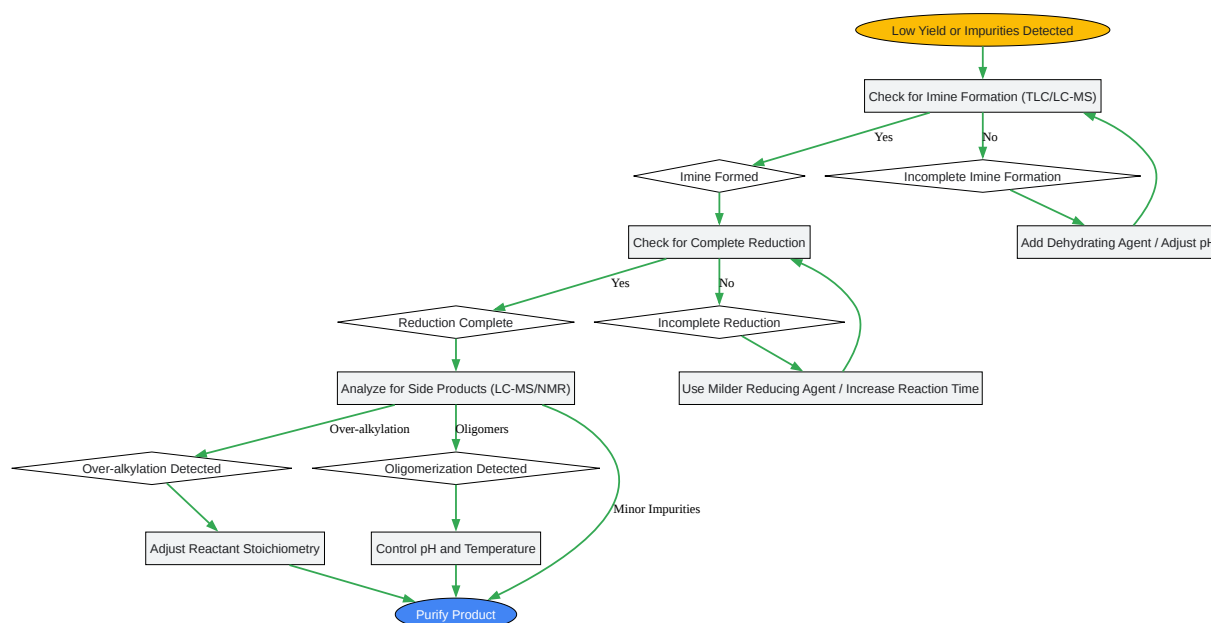 Low Yield or Impurities Detected
Check for Imine Formation (TLC/LC-MS)
Yes
No
Imine Formed
Incomplete Imine Formation
Check for Complete Reduction
Add Dehydrating Agent / Adjust pH
Yes
No
Reduction Complete
Incomplete Reduction
Analyze for Side Products (LC-MS/NMR)
Use Milder Reducing Agent / Increase Reaction Time
Over-alkylation
Oligomers
Over-alkylation Detected
Oligomerization Detected
Minor Impurities
Adjust Reactant Stoichiometry
Control pH and Temperature
Purify Product